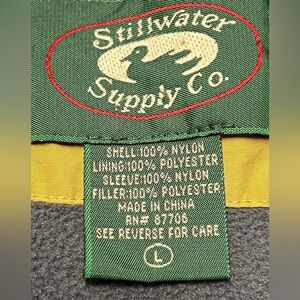 Stillwater
Supply Co.
SHELL:100% NYLON
LINING:100% POLYESTER
SLEEVE:100% NYLON
FILLER:100% POLYESTER
MADE IN CHINA
RN# 87706
SEE REVERSE FOR CARE
L